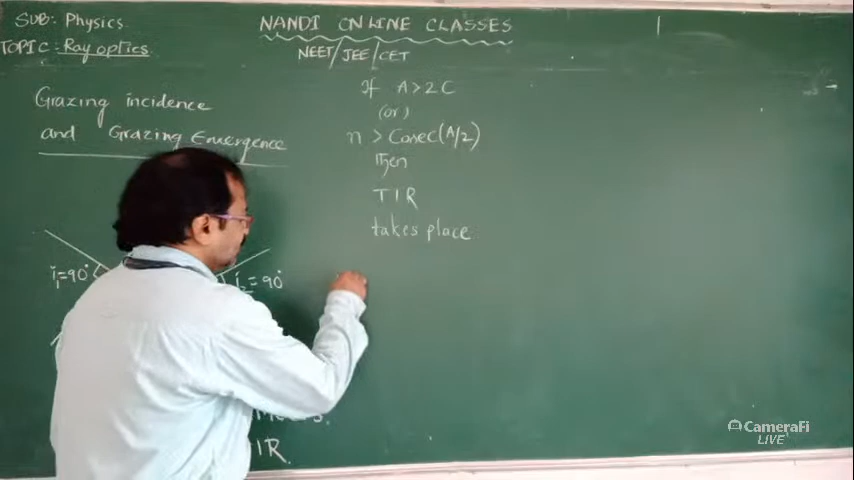 SUB: Physics
TOPIC: Ray optics
NANDI ONLINE CLASSES
NEET/JEE/CET
Grazing incidence
and Grazing Emergence
If A>2C
(or)
n > Cosec(A/2)
Then
TIR
takes place
i₁=90°
i₂=90°
IR.
CameraFi
LIVE